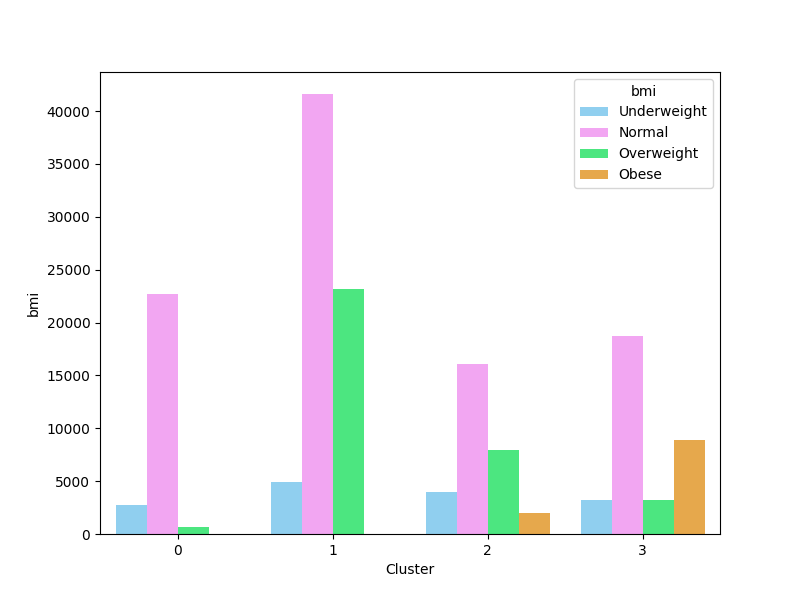 bmi
Underweight
Normal
Overweight
Obese
40000
35000
30000
25000
20000
15000
10000
5000
0
bmi
0 1 2 3
Cluster